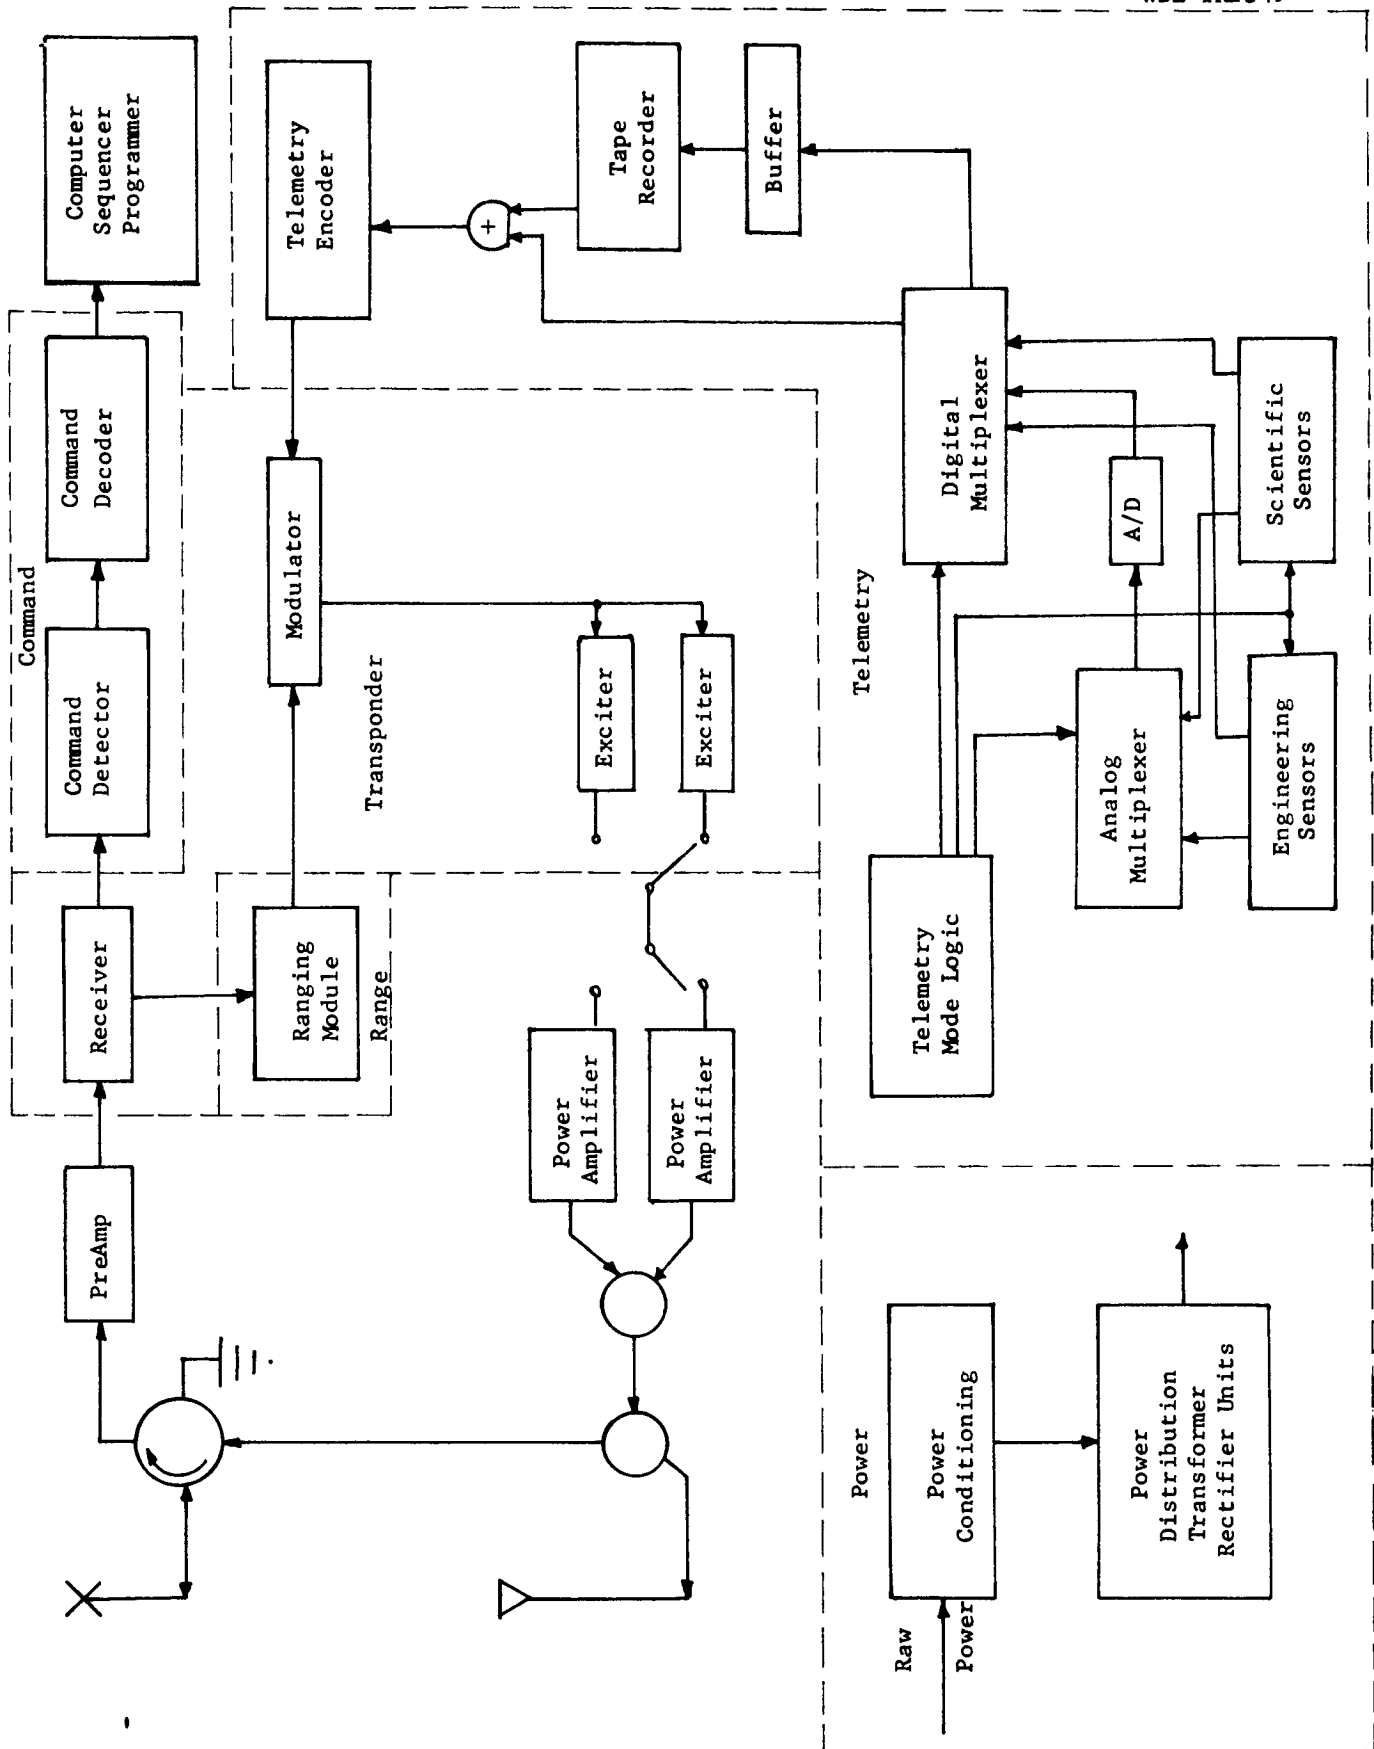 Computer
Sequencer
Programmer
Command
Command
Decoder
Command
Detector
Receiver
PreAmp
Telemetry
Encoder
Modulator
Ranging
Module
Range
Transponder
Tape
Recorder
Buffer
+
Exciter
Exciter
Power
Amplifier
Power
Amplifier
Telemetry
Digital
Multiplexer
A/D
Scientific
Sensors
Telemetry
Mode Logic
Analog
Multiplexer
Engineering
Sensors
Power
Raw
Power
Power
Conditioning
Power
Distribution
Transformer
Rectifier Units